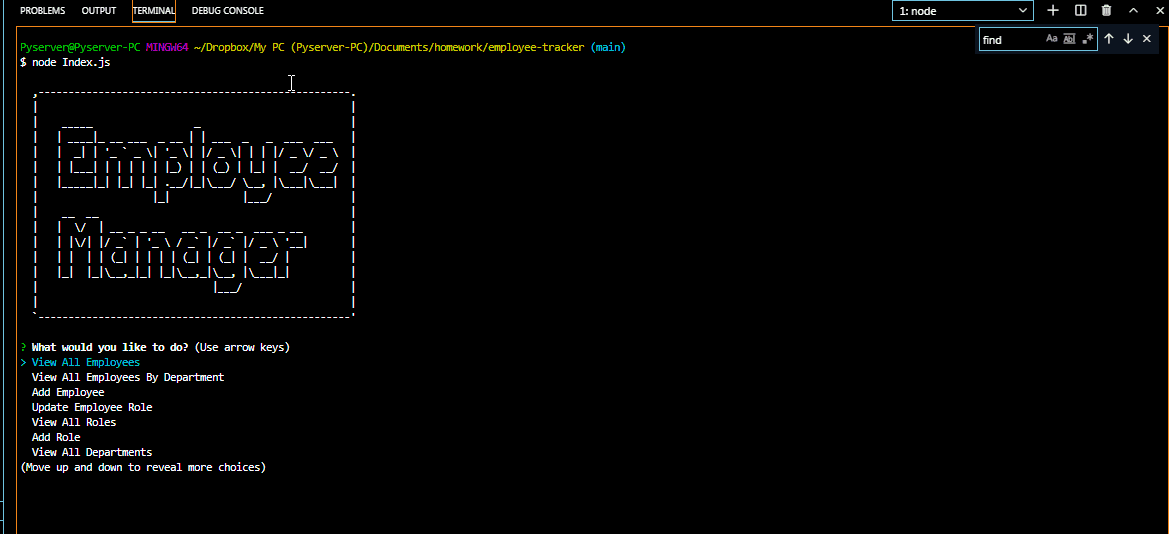 PROBLEMS OUTPUT TERMINAL DEBUG CONSOLE 1: node
find Aa Abl .*
Pyserver@Pyserver-PC MINGW64 ~/Dropbox/My PC (Pyserver-PC)/Documents/homework/employee-tracker (main)
$ node Index.js
Employee
Manager
? What would you like to do? (Use arrow keys)
> View All Employees
View All Employees By Department
Add Employee
Update Employee Role
View All Roles
Add Role
View All Departments
(Move up and down to reveal more choices)